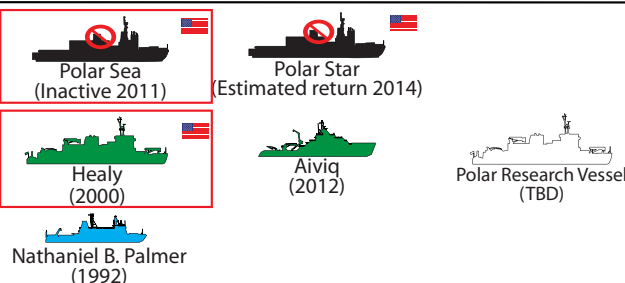 Polar Sea
(Inactive 2011)
Polar Star
(Estimated return 2014)
Healy
(2000)
Aiviq
(2012)
Polar Research Vessel
(TBD)
Nathaniel B. Palmer
(1992)